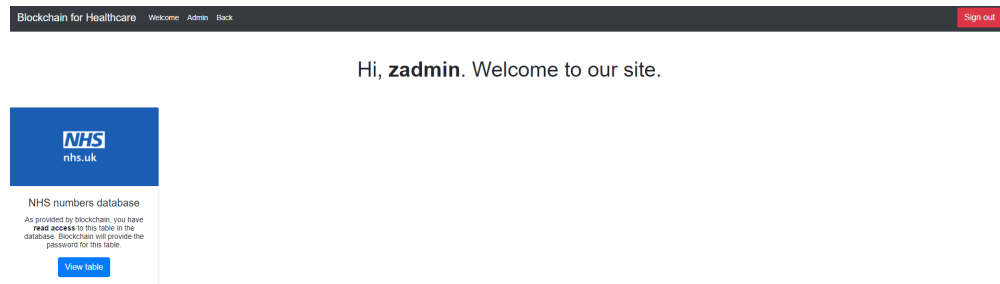 Blockchain for Healthcare Welcome Admin Back Sign out
Hi, zadmin. Welcome to our site.
NHS
nhs.uk
NHS numbers database
As provided by blockchain, you have
read access to this table in the
database. Blockchain will provide the
password for this table.
View table